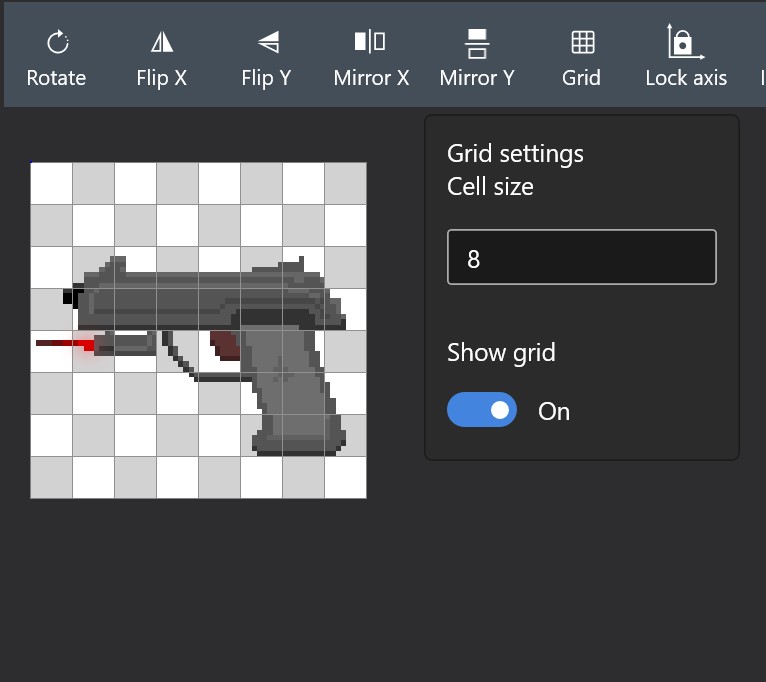 Rotate Flip X Flip Y Mirror X Mirror Y Grid Lock axis
Grid settings
Cell size
8
Show grid
On